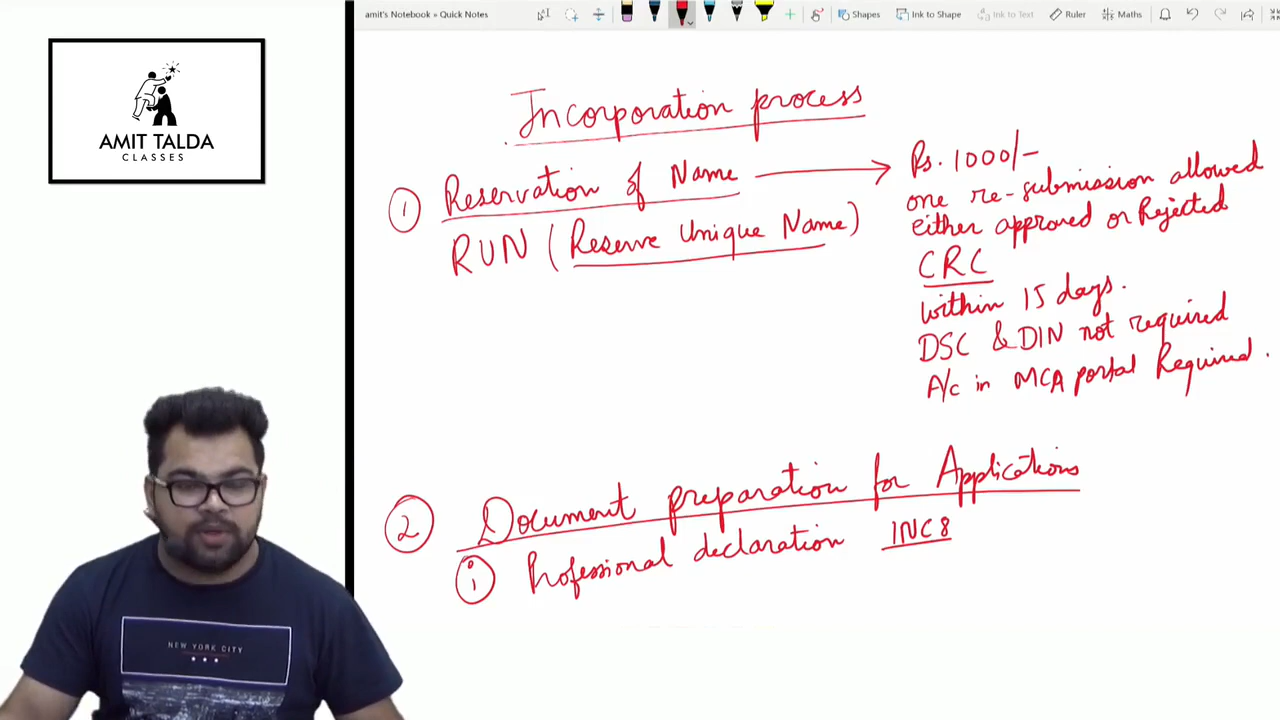 amit's Notebook » Quick Notes
Shapes
Ink to Shape
Ink to Text
Ruler
Maths
AMIT TALDA
CLASSES
Incorporation process
1 Reservation of Name → Rs. 1000/-
RUN (Reserve Unique Name)
one re-submission allowed
either approved or Rejected
CRC
within 15 days.
DSC & DIN not required
A/c in MCA portal Required.
2 Document preparation for Applications
i Professional declaration INC8
NEW YORK CITY